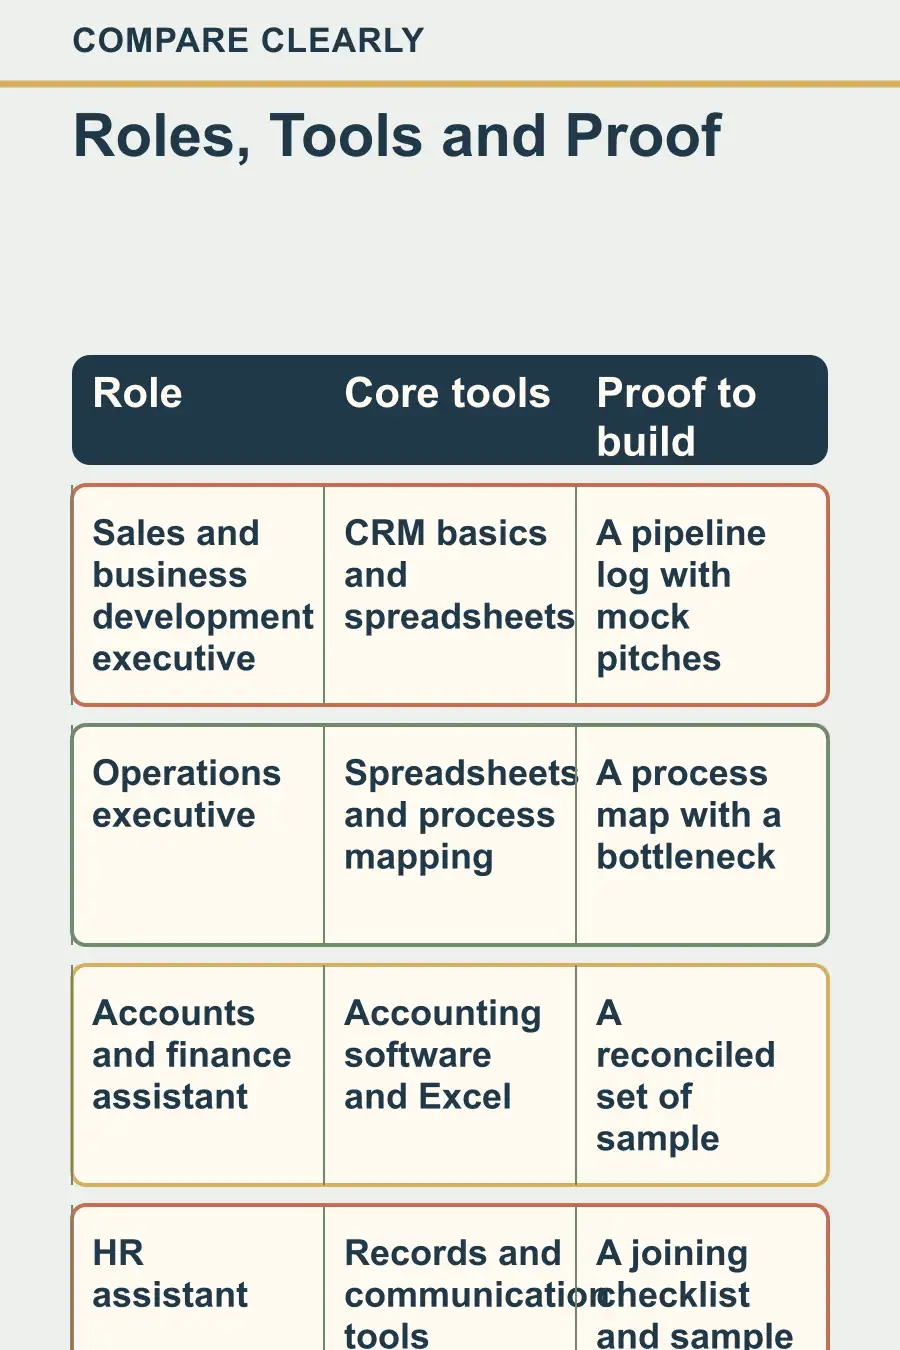 COMPARE CLEARLY
Roles, Tools and Proof
Role
Core tools
Proof to
build
Sales and
business
development
executive
CRM basics
and
spreadsheets
A pipeline
log with
mock
pitches
Operations
executive
Spreadsheets
and process
mapping
A process
map with a
bottleneck
Accounts
and finance
assistant
Accounting
software
and Excel
A
reconciled
set of
sample
HR
assistant
Records and
communication
tools
A joining
checklist
and sample